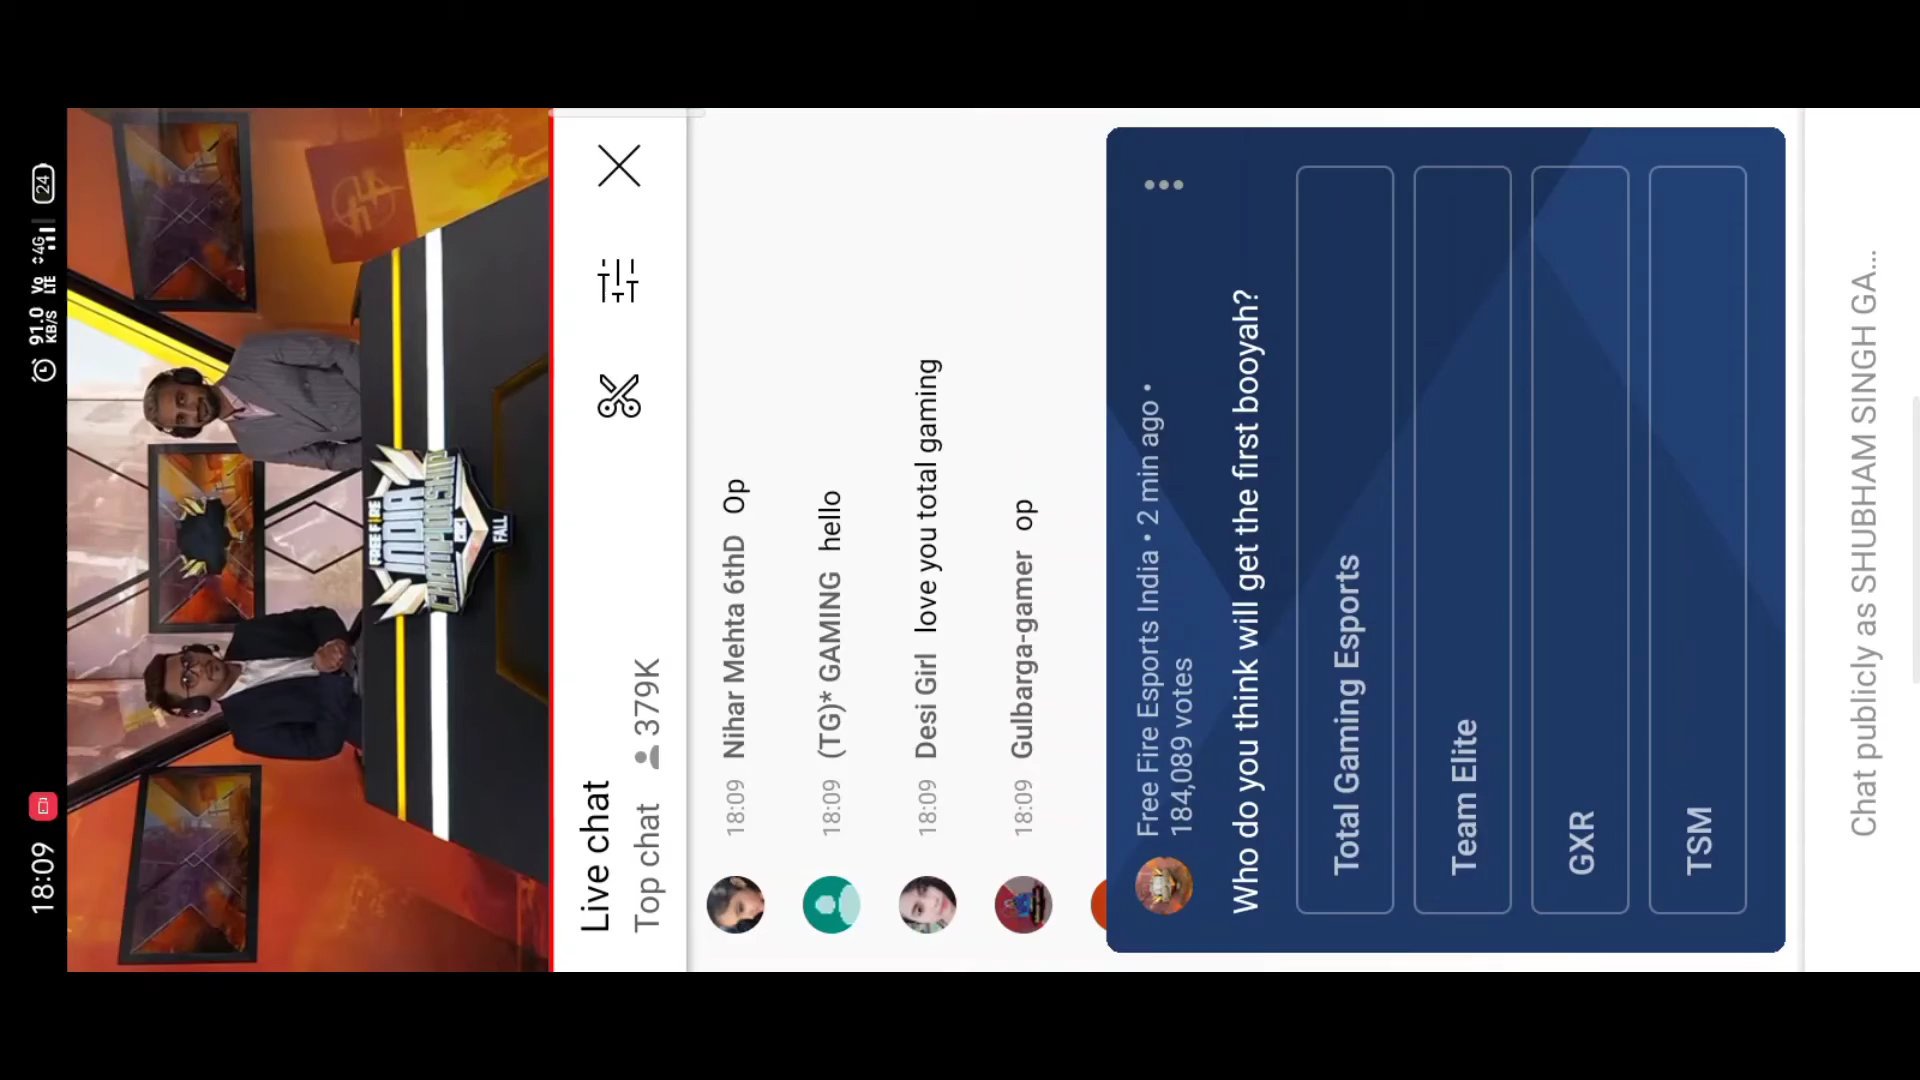 18:09
91.0
KB/S
Vo
LTE
4G
24
FREE FIRE
INDIA
CHAMPIONSHIP
2021
FALL
Live chat
Top chat 379K
18:09 Nihar Mehta 6thD Op
18:09 (TG)* GAMING hello
18:09 Desi Girl love you total gaming
18:09 Gulbarga-gamer op
Free Fire Esports India • 2 min ago •
184,089 votes
Who do you think will get the first booyah?
Total Gaming Esports
Team Elite
GXR
TSM
Chat publicly as SHUBHAM SINGH GA...